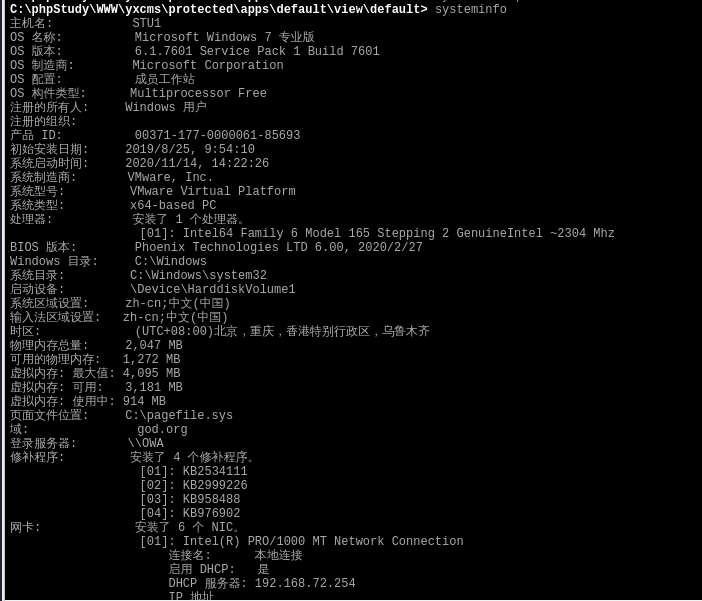 C:\phpStudy\WWW\yxcms\protected\apps\default\view\default> systeminfo
主机名:           STU1
OS 名称:          Microsoft Windows 7 专业版
OS 版本:          6.1.7601 Service Pack 1 Build 7601
OS 制造商:        Microsoft Corporation
OS 配置:          成员工作站
OS 构件类型:      Multiprocessor Free
注册的所有人:     Windows 用户
注册的组织:
产品 ID:          00371-177-0000061-85693
初始安装日期:     2019/8/25, 9:54:10
系统启动时间:     2020/11/14, 14:22:26
系统制造商:       VMware, Inc.
系统型号:         VMware Virtual Platform
系统类型:         x64-based PC
处理器:           安装了 1 个处理器。
                  [01]: Intel64 Family 6 Model 165 Stepping 2 GenuineIntel ~2304 Mhz
BIOS 版本:        Phoenix Technologies LTD 6.00, 2020/2/27
Windows 目录:     C:\Windows
系统目录:         C:\Windows\system32
启动设备:         \Device\HarddiskVolume1
系统区域设置:     zh-cn;中文(中国)
输入法区域设置:   zh-cn;中文(中国)
时区:             (UTC+08:00)北京，重庆，香港特别行政区，乌鲁木齐
物理内存总量:     2,047 MB
可用的物理内存:   1,272 MB
虚拟内存: 最大值: 4,095 MB
虚拟内存: 可用:   3,181 MB
虚拟内存: 使用中: 914 MB
页面文件位置:     C:\pagefile.sys
域:               god.org
登录服务器:       \\OWA
修补程序:         安装了 4 个修补程序。
                  [01]: KB2534111
                  [02]: KB2999226
                  [03]: KB958488
                  [04]: KB976902
网卡:             安装了 6 个 NIC。
                  [01]: Intel(R) PRO/1000 MT Network Connection
                      连接名:      本地连接
                      启用 DHCP:   是
                      DHCP 服务器: 192.168.72.254
                      IP 地址